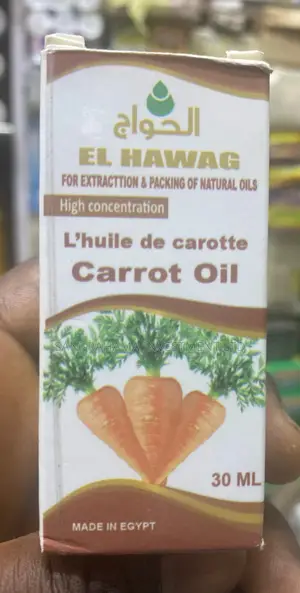 الحواج
EL HAWAG
FOR EXTRACTTION & PACKING OF NATURAL OILS
High concentration
L'huile de carotte
Carrot Oil
30 ML
MADE IN EGYPT